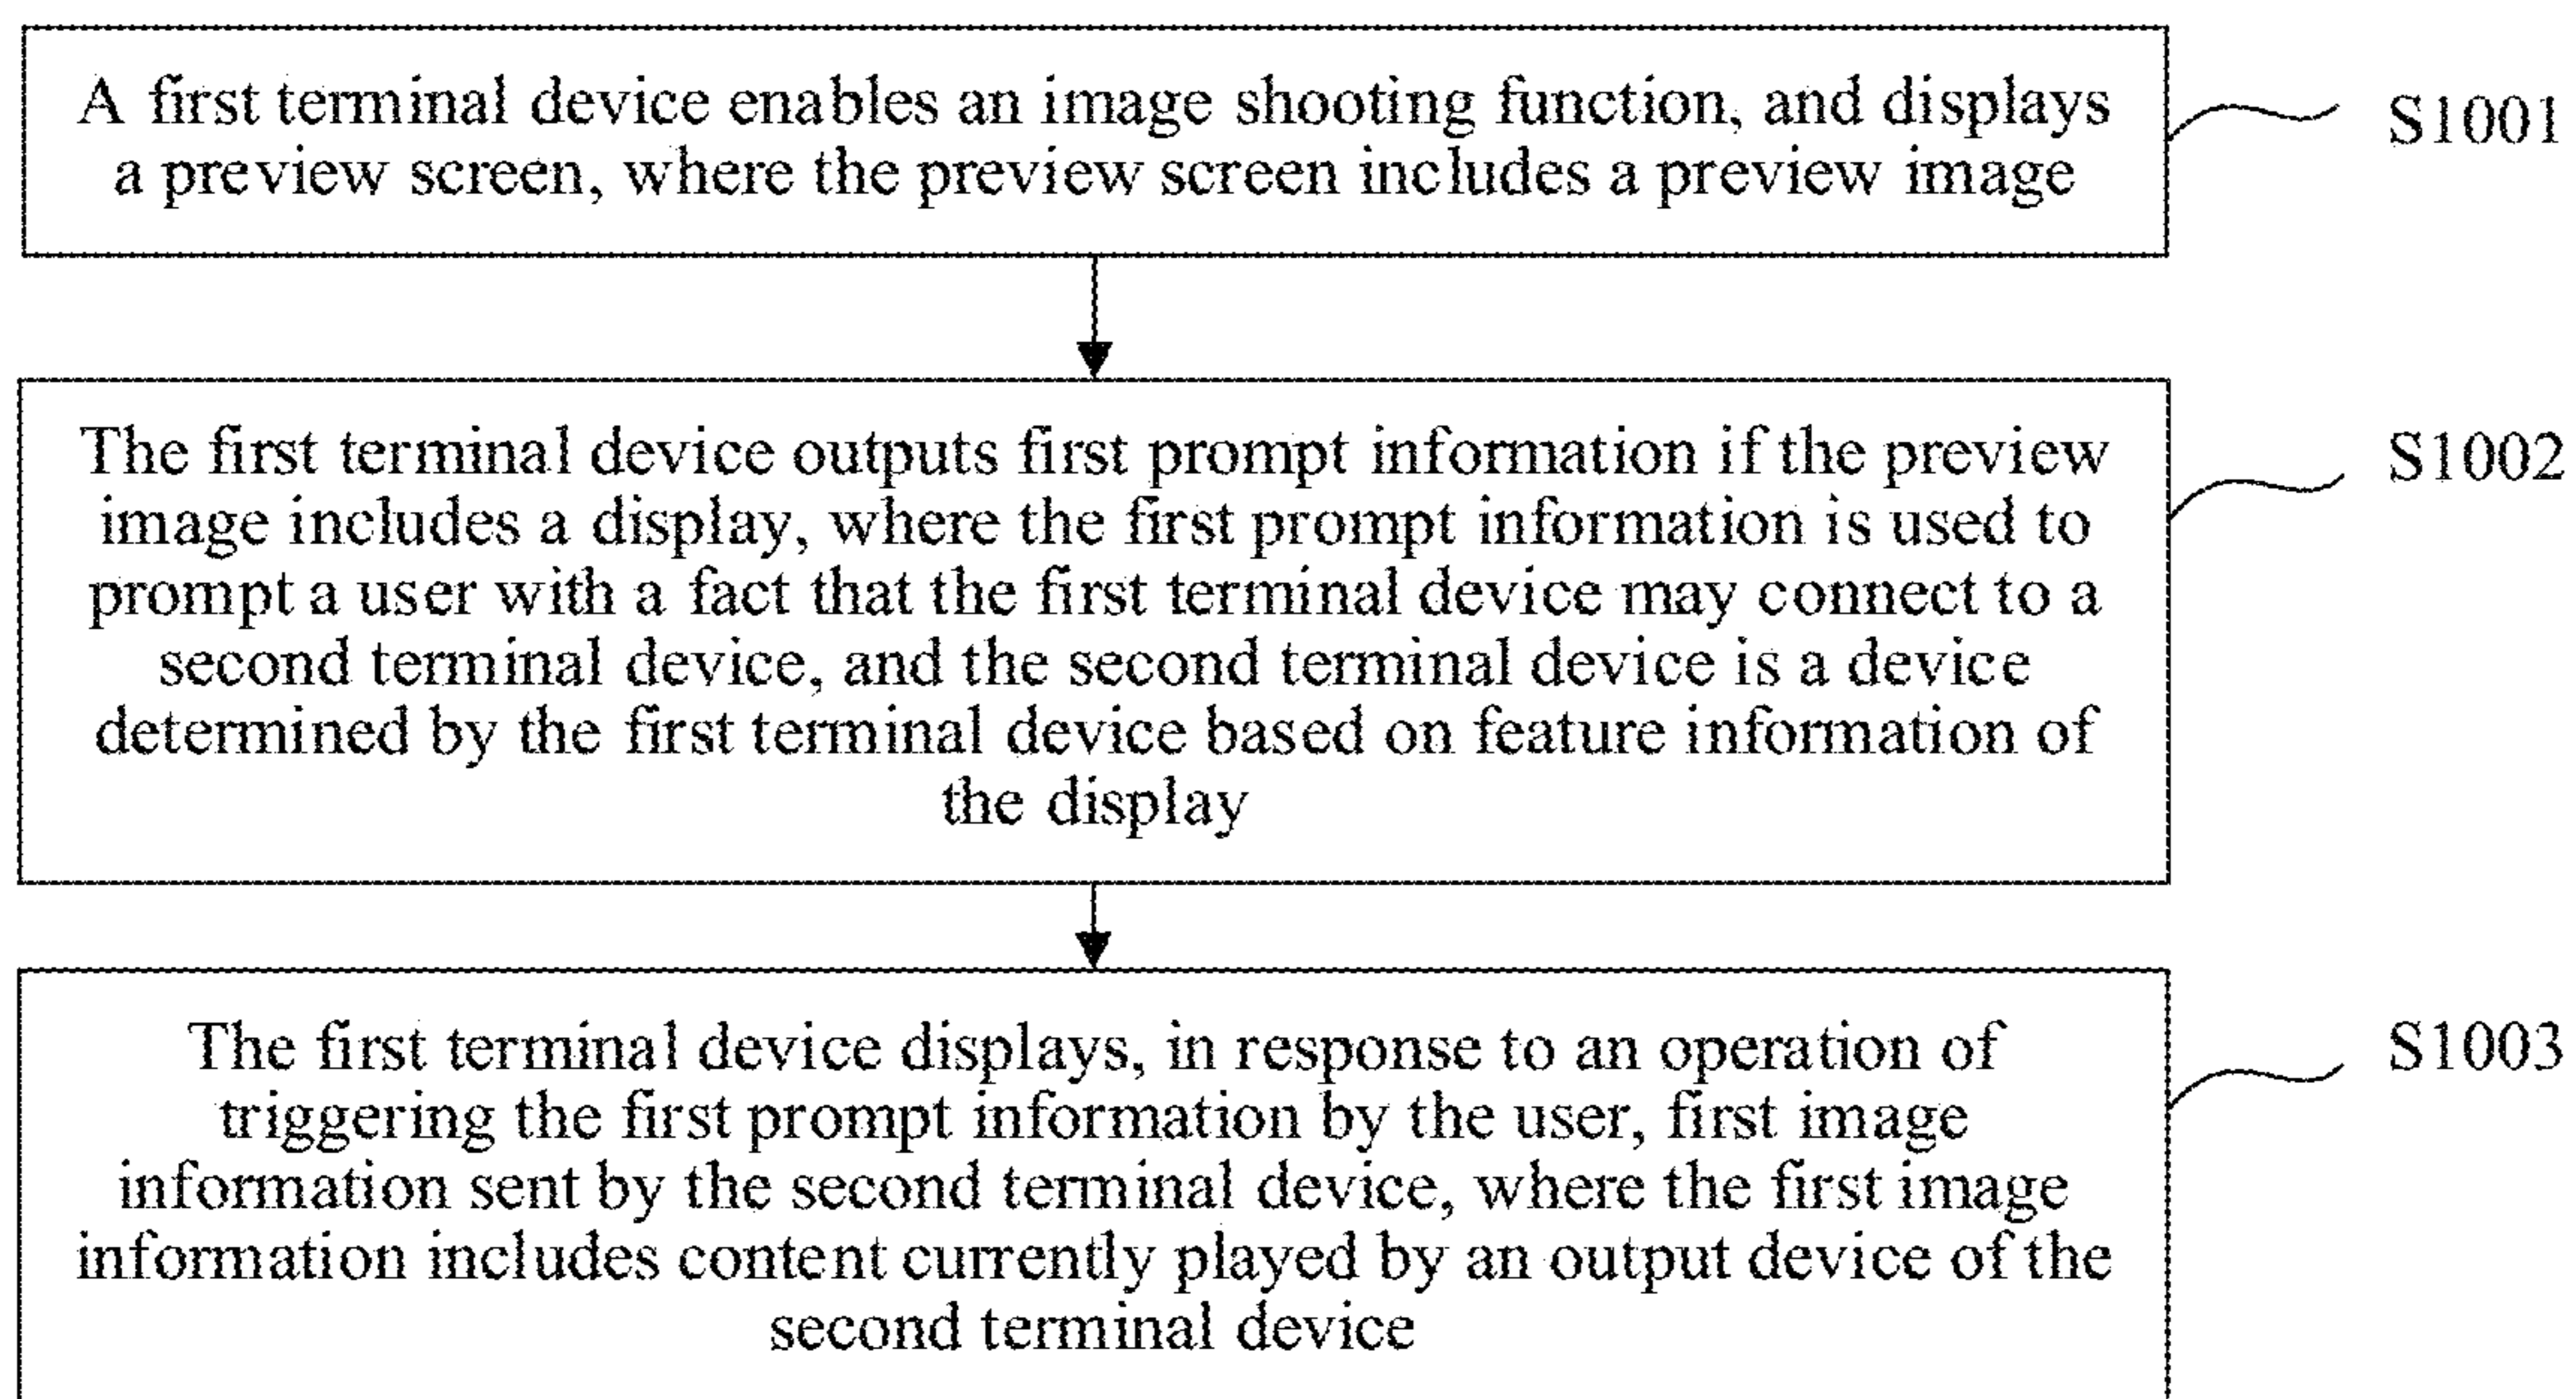 A first terminal device enables an image shooting function, and displays
a preview screen, where the preview screen includes a preview image
S1001
The first terminal device outputs first prompt information if the preview
image includes a display, where the first prompt information is used to
prompt a user with a fact that the first terminal device may connect to a
second terminal device, and the second terminal device is a device
determined by the first terminal device based on feature information of
the display
S1002
The first terminal device displays, in response to an operation of
triggering the first prompt information by the user, first image
information sent by the second terminal device, where the first image
information includes content currently played by an output device of the
second terminal device
S1003